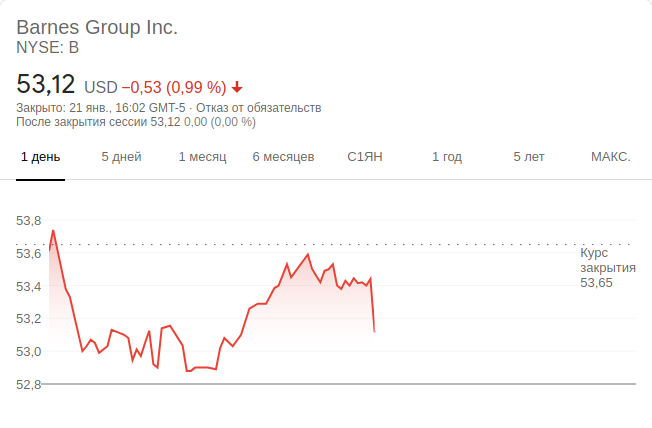 Barnes Group Inc.
NYSE: B
53,12 USD −0,53 (0,99 %)
Закрыто: 21 янв., 16:02 GMT-5 · Отказ от обязательств
После закрытия сессии 53,12 0,00 (0,00 %)
1 день 5 дней 1 месяц 6 месяцев С1ЯН 1 год 5 лет МАКС.
53,8
53,6
53,4
53,2
53,0
52,8
Курс
закрытия
53,65